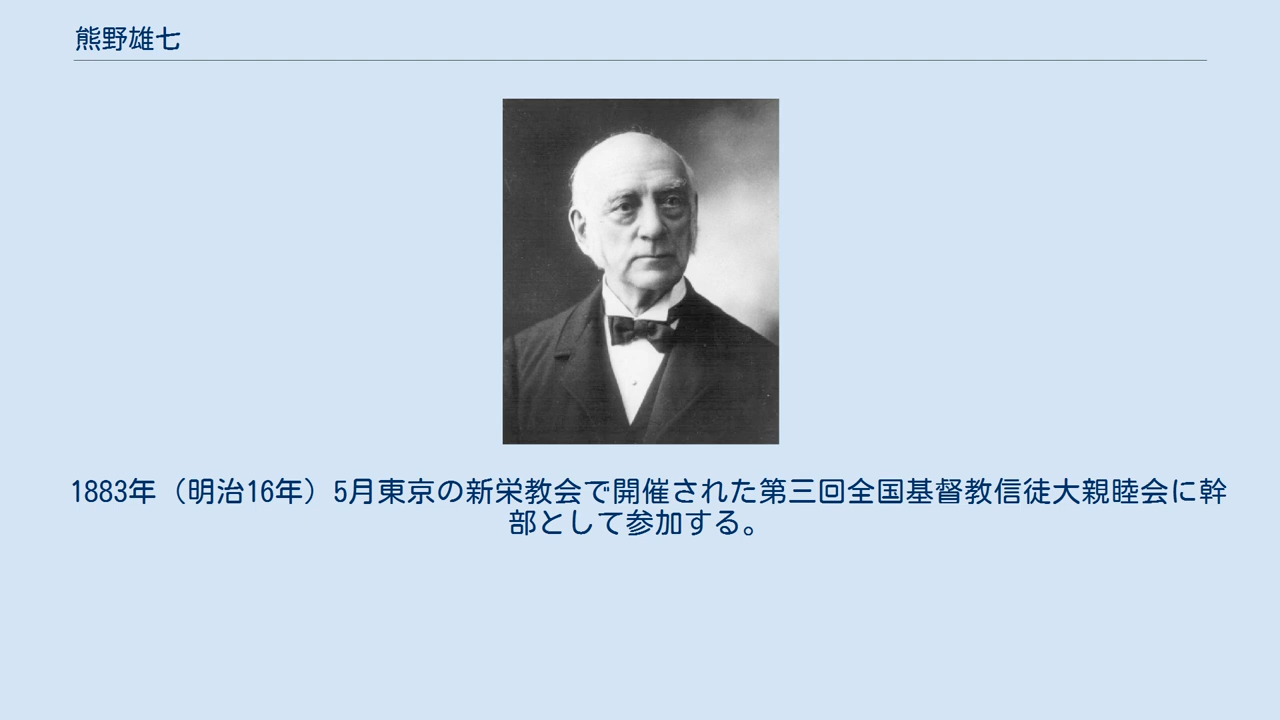 熊野雄七
1883年（明治16年）5月東京の新栄教会で開催された第三回全国基督教信徒大親睦会に幹
部として参加する。